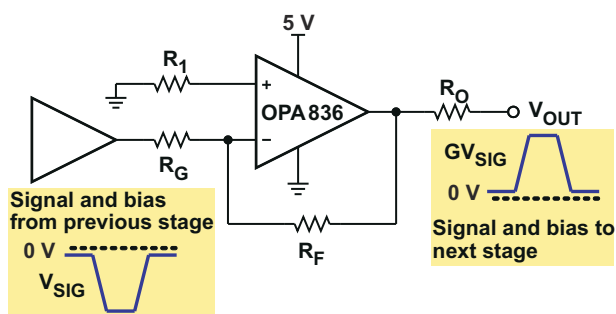 5 V
R1
+
OPA836
−
RG
RO
VOUT
GVSIG
0 V
Signal and bias to
next stage
RF
Signal and bias
from previous stage
0 V
VSIG